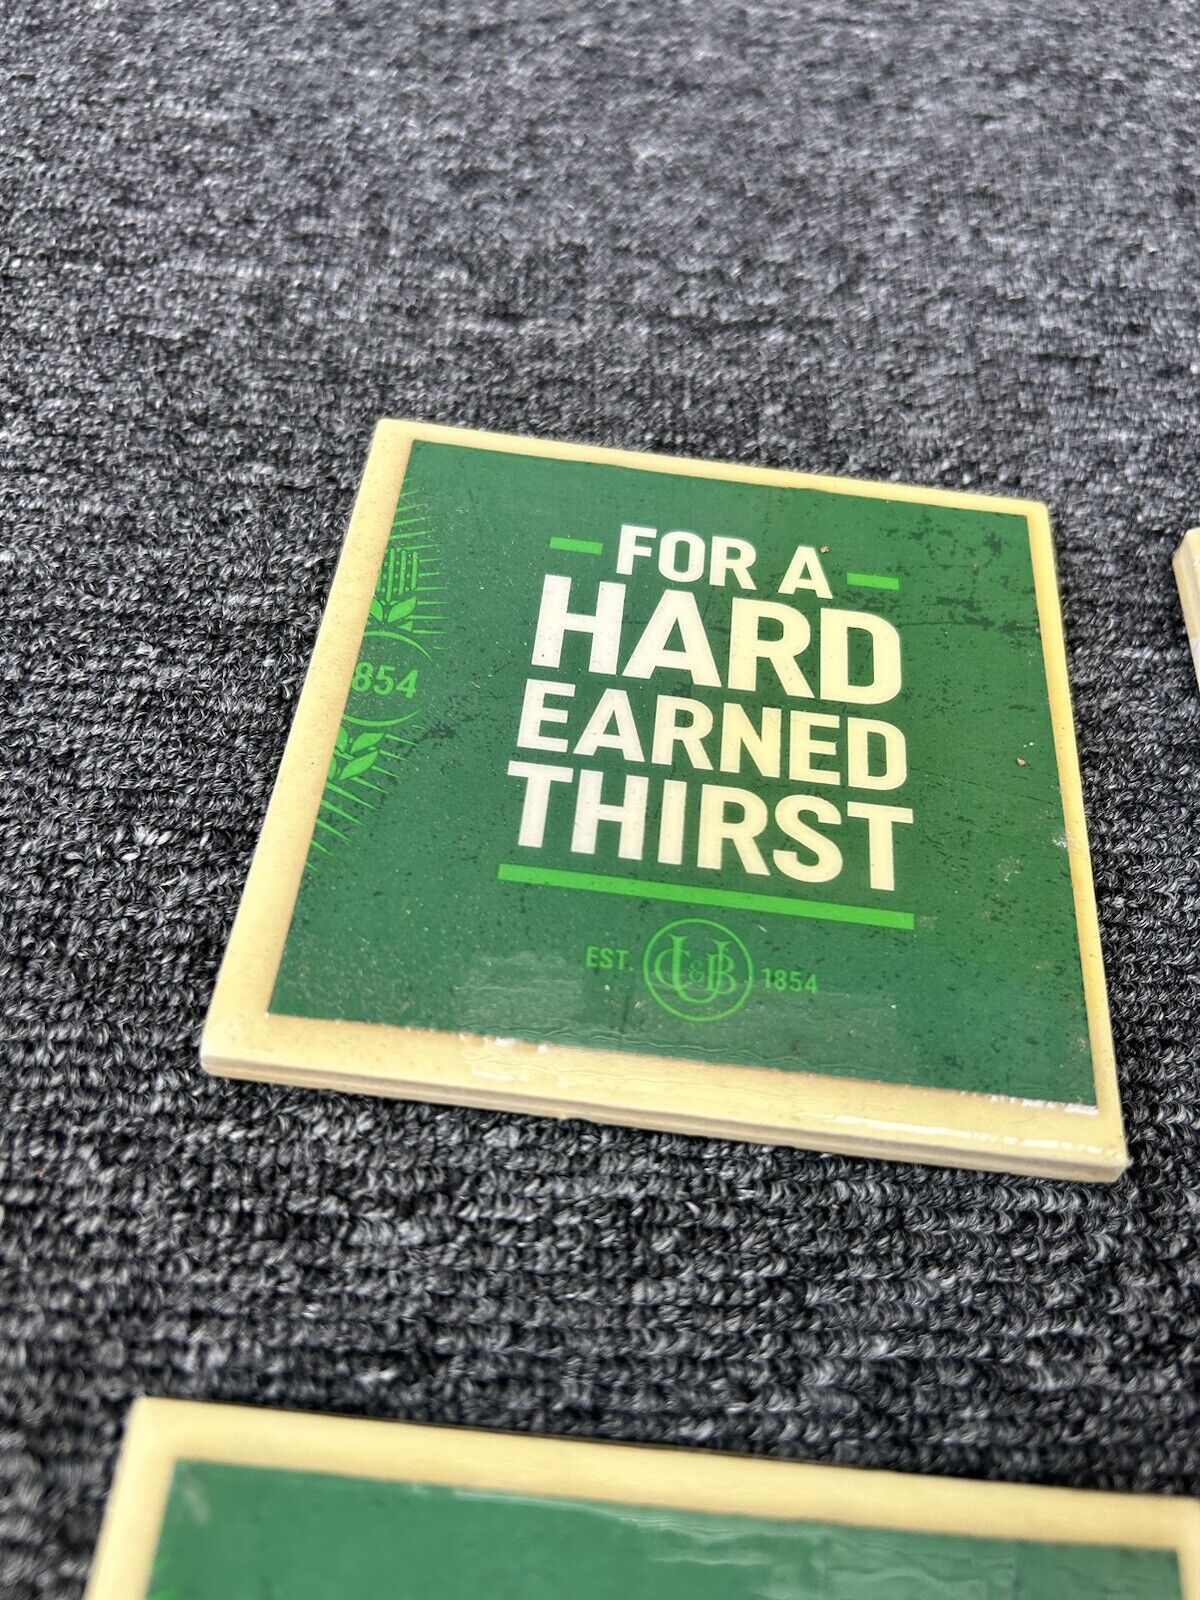 FOR A
HARD
EARNED
THIRST
854
EST. CUB 1854